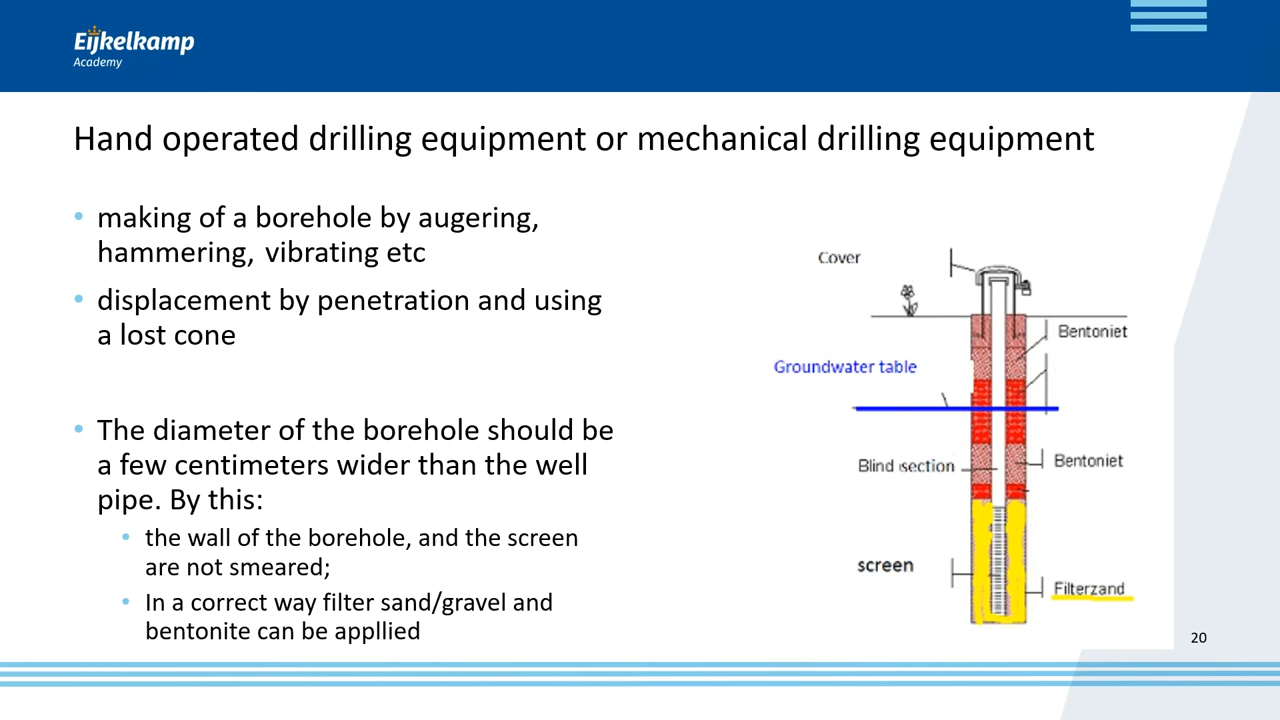 Eijkelkamp
Academy
Hand operated drilling equipment or mechanical drilling equipment
• making of a borehole by augering,
hammering, vibrating etc
• displacement by penetration and using
a lost cone
• The diameter of the borehole should be
a few centimeters wider than the well
pipe. By this:
• the wall of the borehole, and the screen
are not smeared;
• In a correct way filter sand/gravel and
bentonite can be appllied
Cover
Bentoniet
Groundwater table
Blind section
Bentoniet
screen
Filterzand
20